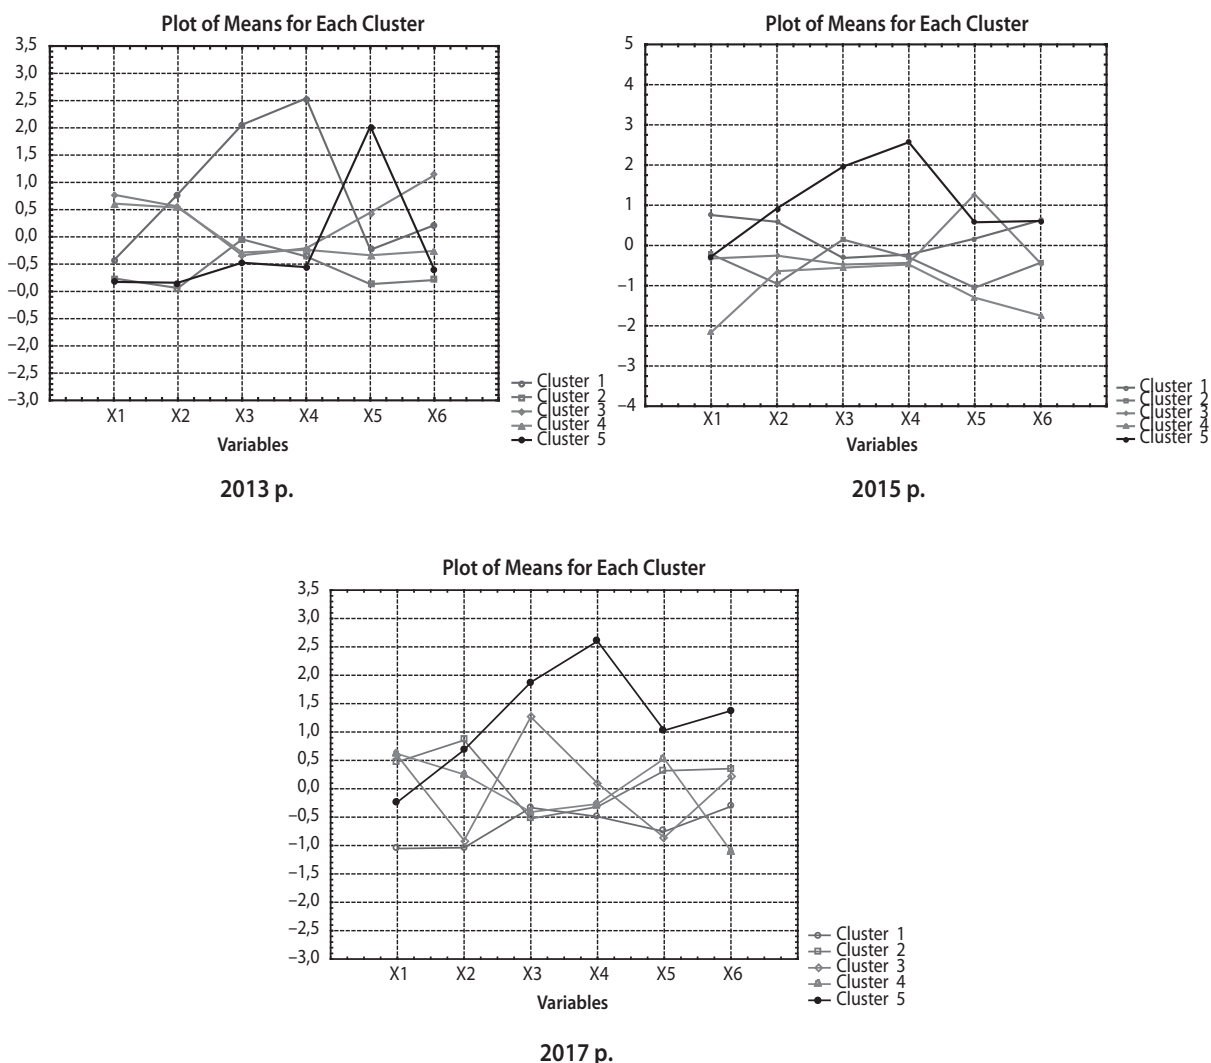 Plot of Means for Each Cluster
3,5
3,0
2,5
2,0
1,5
1,0
0,5
0,0
–0,5
–0,0
–1,5
–2,0
–2,5
–3,0
X1 X2 X3 X4 X5 X6
Variables
Cluster 1
Cluster 2
Cluster 3
Cluster 4
Cluster 5
2013 р.
Plot of Means for Each Cluster
5
4
3
2
1
0
–1
–2
–3
–4
X1 X2 X3 X4 X5 X6
Variables
Cluster 1
Cluster 2
Cluster 3
Cluster 4
Cluster 5
2015 р.
Plot of Means for Each Cluster
3,5
3,0
2,5
2,0
1,5
1,0
0,5
0,0
–0,5
–1,0
–1,5
–2,0
–2,5
–3,0
X1 X2 X3 X4 X5 X6
Variables
Cluster 1
Cluster 2
Cluster 3
Cluster 4
Cluster 5
2017 р.